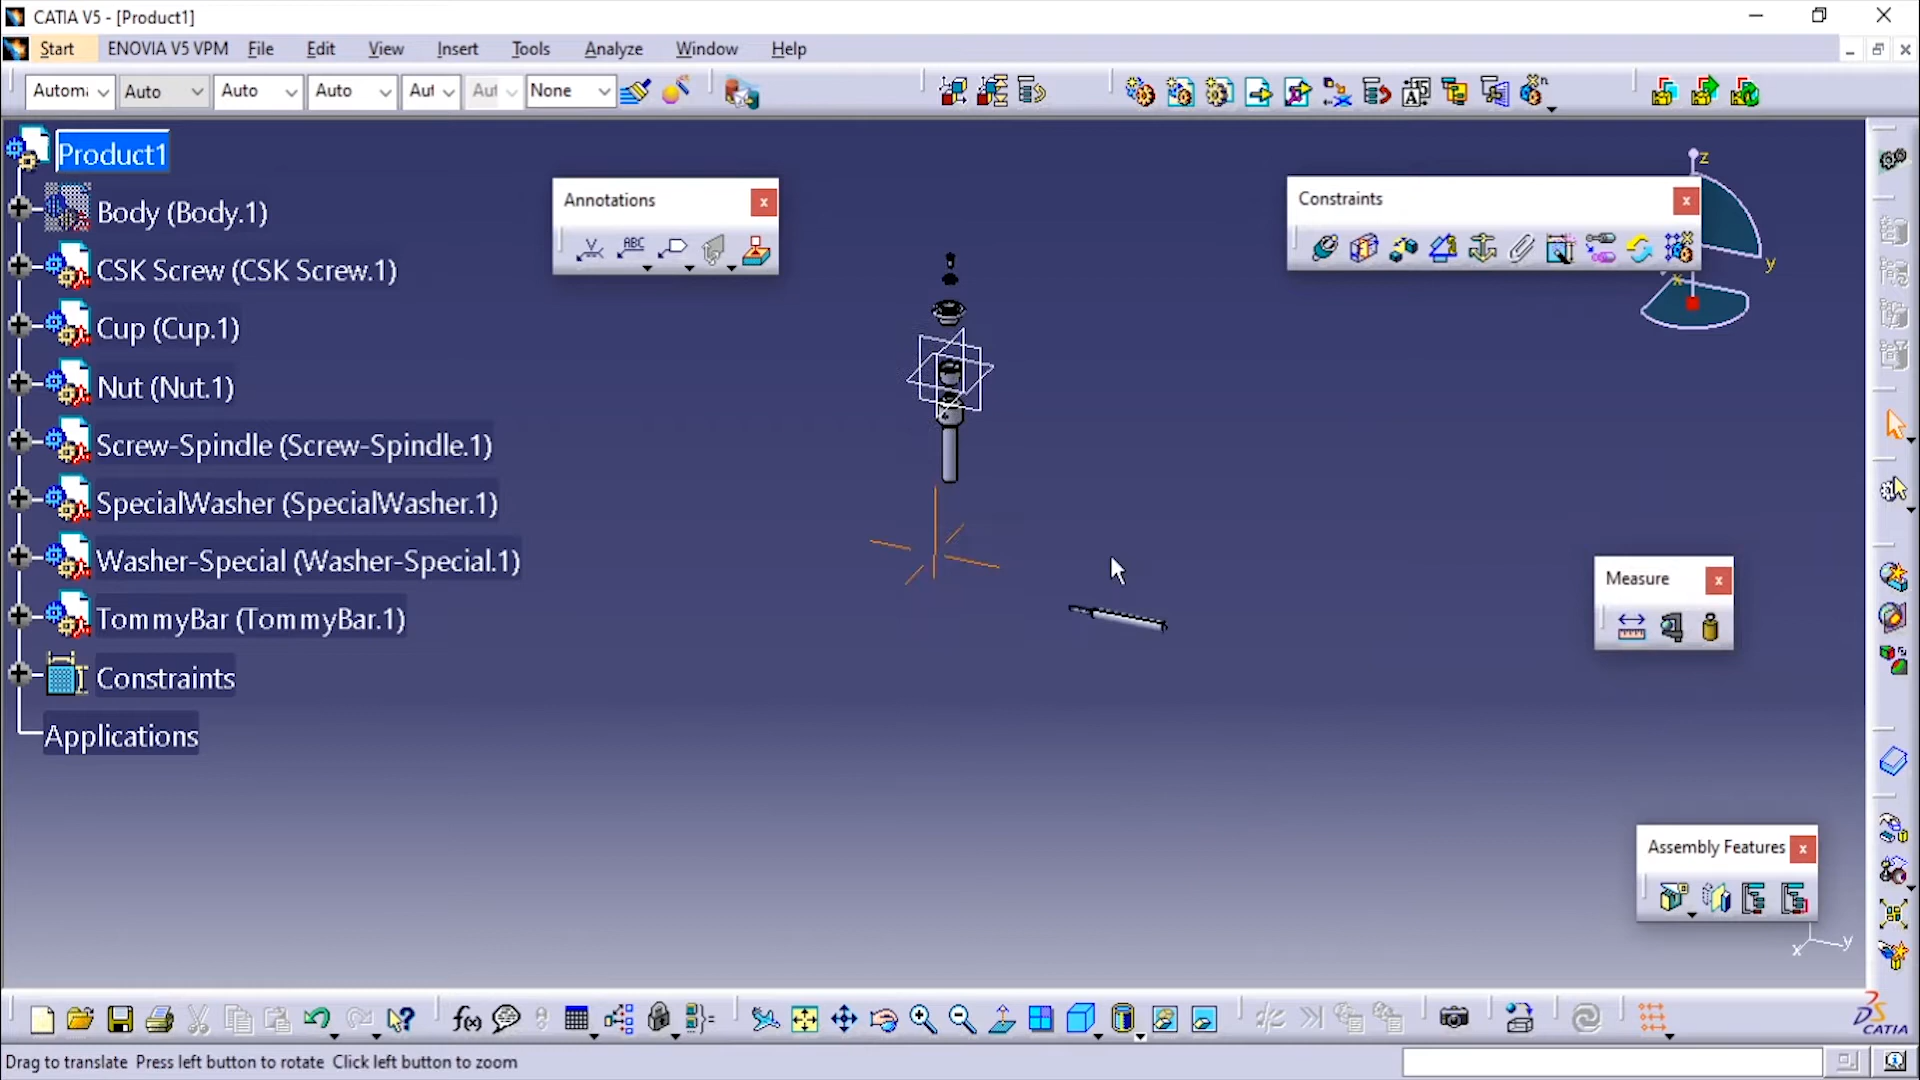 CATIA V5 - [Product1]
Start ENOVIA V5 VPM File Edit View Insert Tools Analyze Window Help
Auto Auto Auto None
Product1
Body (Body.1)
CSK Screw (CSK Screw.1)
Cup (Cup.1)
Nut (Nut.1)
Screw-Spindle (Screw-Spindle.1)
SpecialWasher (SpecialWasher.1)
Washer-Special (Washer-Special.1)
TommyBar (TommyBar.1)
Constraints
Applications
Annotations
ABC
Constraints
z
y
x
Measure
Assembly Features
x y
f(x)
CATIA
Drag to translate Press left button to rotate Click left button to zoom